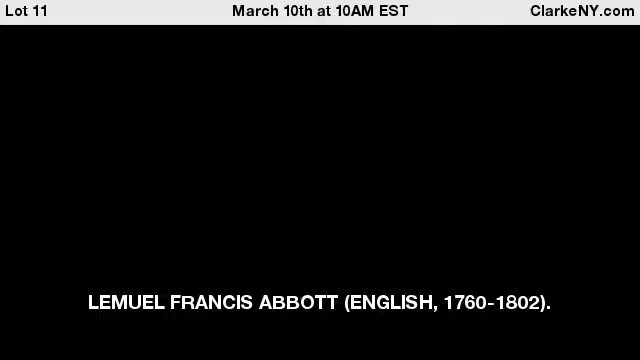 Lot 11 March 10th at 10AM EST ClarkeNY.com
LEMUEL FRANCIS ABBOTT (ENGLISH, 1760-1802).